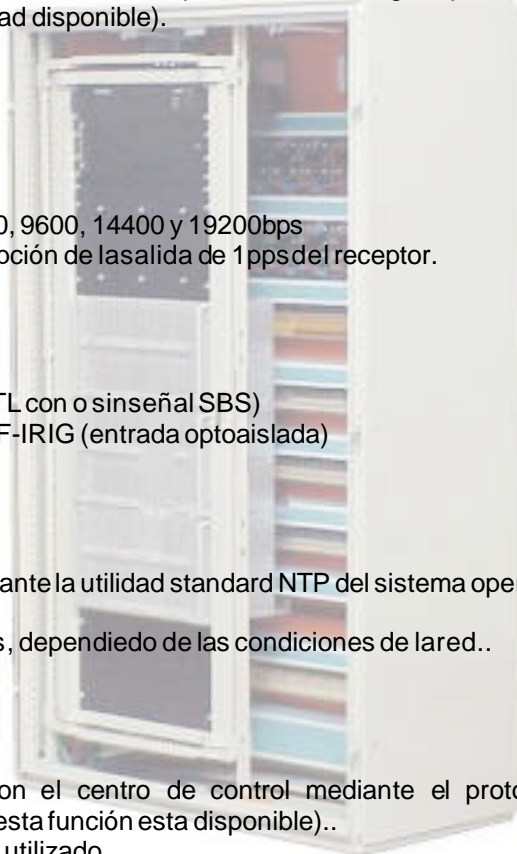 ad disponible).
0, 9600, 14400 y 19200bps
oción de lasalida de 1ppsdel receptor.
TL con o sinseñal SBS)
F-IRIG (entrada optoaislada)
ante la utilidad standard NTP del sistema ope
s, dependiedo de las condiciones de lared..
on el centro de control mediante el proto
esta función esta disponible)..
utilizado